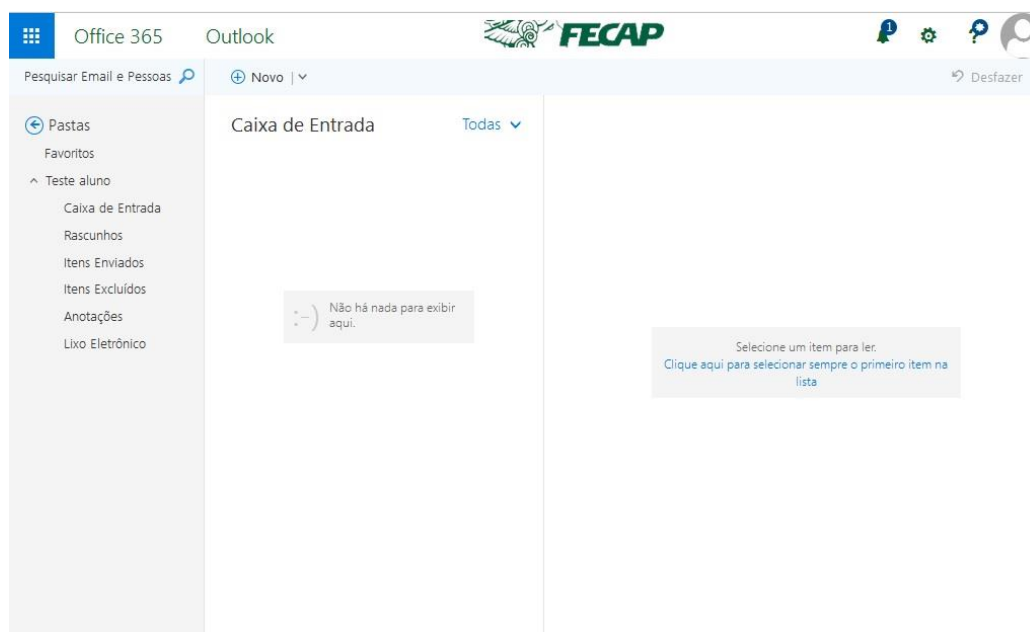 Office 365
Outlook
FECAP
1
?
Pesquisar Email e Pessoas
Novo
Desfazer
Pastas
Favoritos
Teste aluno
Caixa de Entrada
Rascunhos
Itens Enviados
Itens Excluídos
Anotações
Lixo Eletrônico
Caixa de Entrada
Todas
:-)
Não há nada para exibir
aqui.
Selecione um item para ler.
Clique aqui para selecionar sempre o primeiro item na
lista